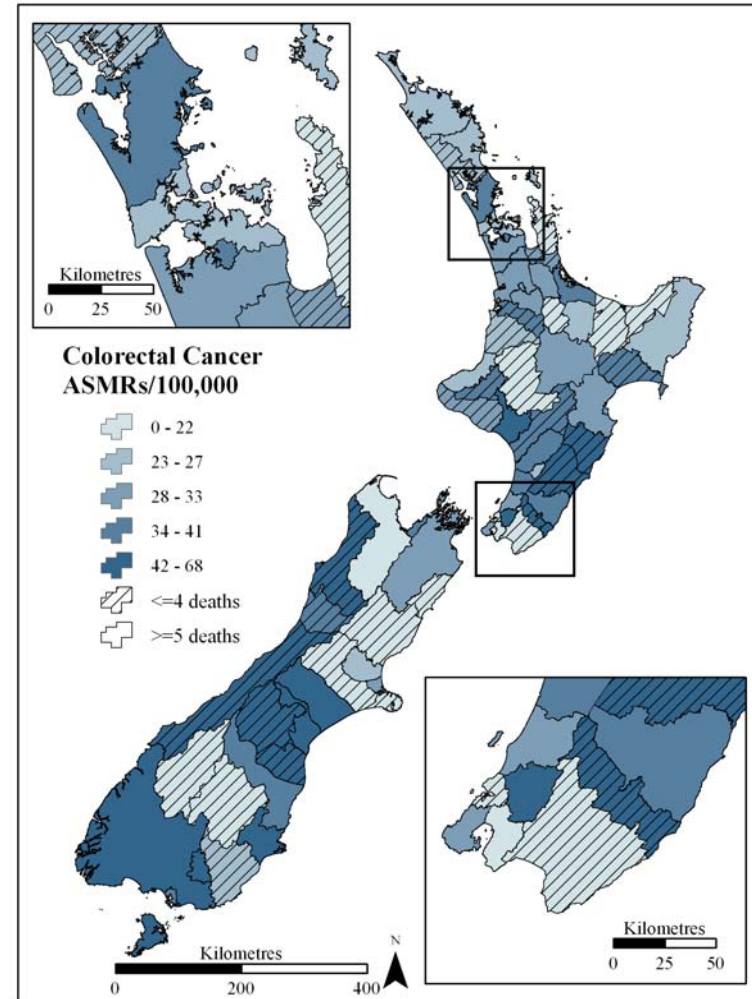 Kilometres
0 25 50
Colorectal Cancer
ASMRs/100,000
0 - 22
23 - 27
28 - 33
34 - 41
42 - 68
<=4 deaths
>=5 deaths
Kilometres
0 200 400
N
Kilometres
0 25 50